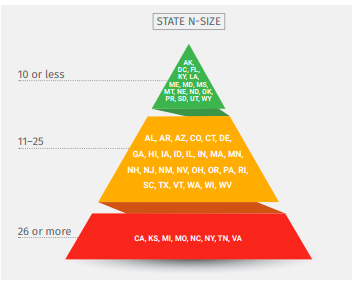 STATE N-SIZE
10 or less
AK,
DC, FL,
KY, LA,
ME, MD, MS,
MT, NE, ND, OK,
PR, SD, UT, WY
11–25
AL, AR, AZ, CO, CT, DE,
GA, HI, IA, ID, IL, IN, MA, MN,
NH, NJ, NM, NV, OH, OR, PA, RI,
SC, TX, VT, WA, WI, WV
26 or more
CA, KS, MI, MO, NC, NY, TN, VA